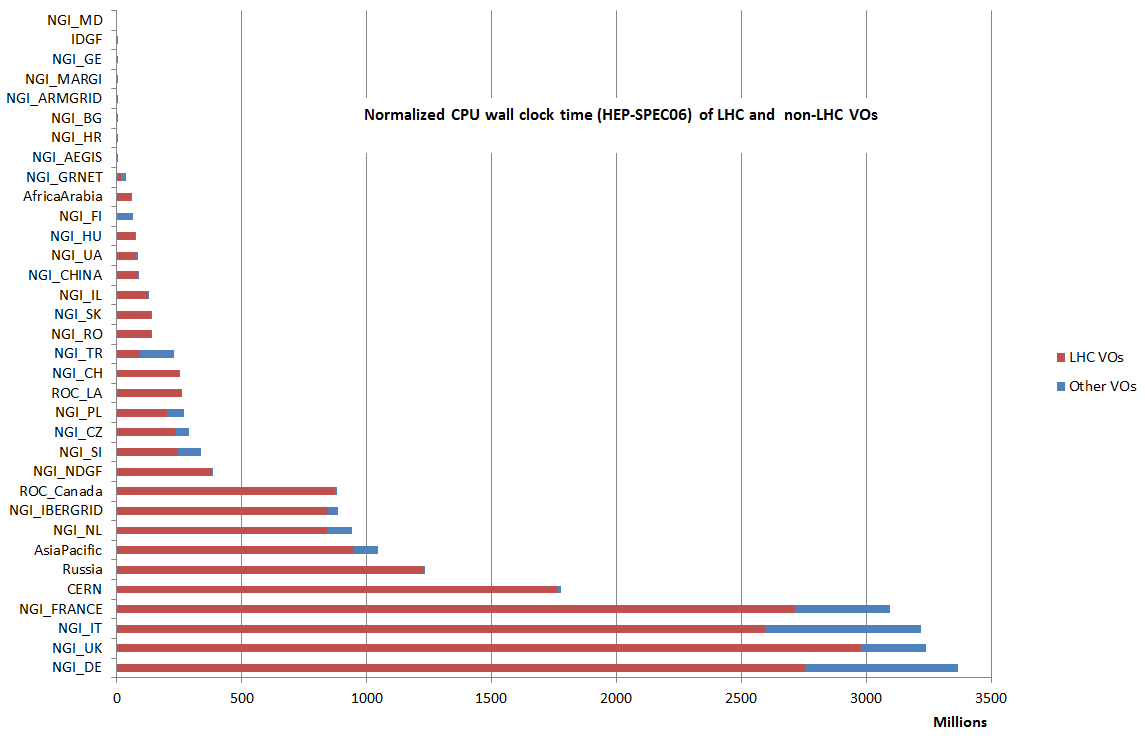 NGI_MD
IDGF
NGI_GE
NGI_MARGI
NGI_ARMGRID
NGI_BG
NGI_HR
NGI_AEGIS
NGI_GRNET
AfricaArabia
NGI_FI
NGI_HU
NGI_UA
NGI_CHINA
NGI_IL
NGI_SK
NGI_RO
NGI_TR
NGI_CH
ROC_LA
NGI_PL
NGI_CZ
NGI_SI
NGI_NDGF
ROC_Canada
NGI_IBERGRID
NGI_NL
AsiaPacific
Russia
CERN
NGI_FRANCE
NGI_IT
NGI_UK
NGI_DE
Normalized CPU wall clock time (HEP-SPEC06) of LHC and non-LHC VOs
LHC VOs
Other VOs
0 500 1000 1500 2000 2500 3000 3500
Millions